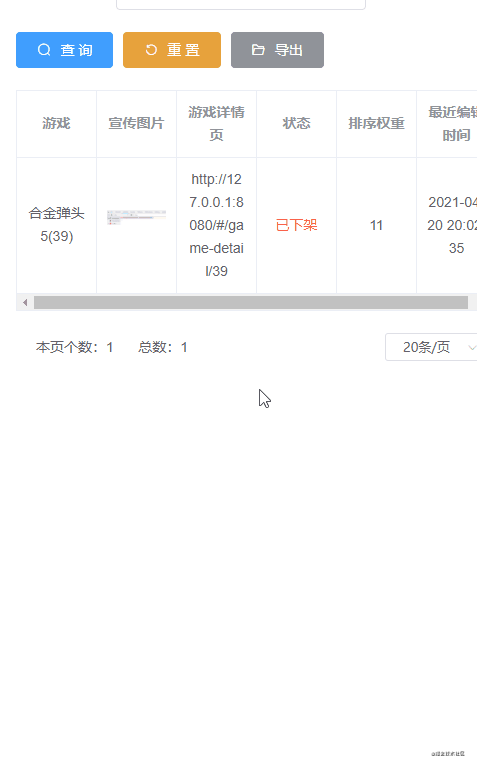 查 询 重 置 导出
游戏 宣传图片 游戏详情页 状态 排序权重 最近编辑时间
合金弹头5(39) http://127.0.0.1:8080/#/game-detail/39 已下架 11 2021-04 20 20:02 35
本页个数：1 总数：1 20条/页